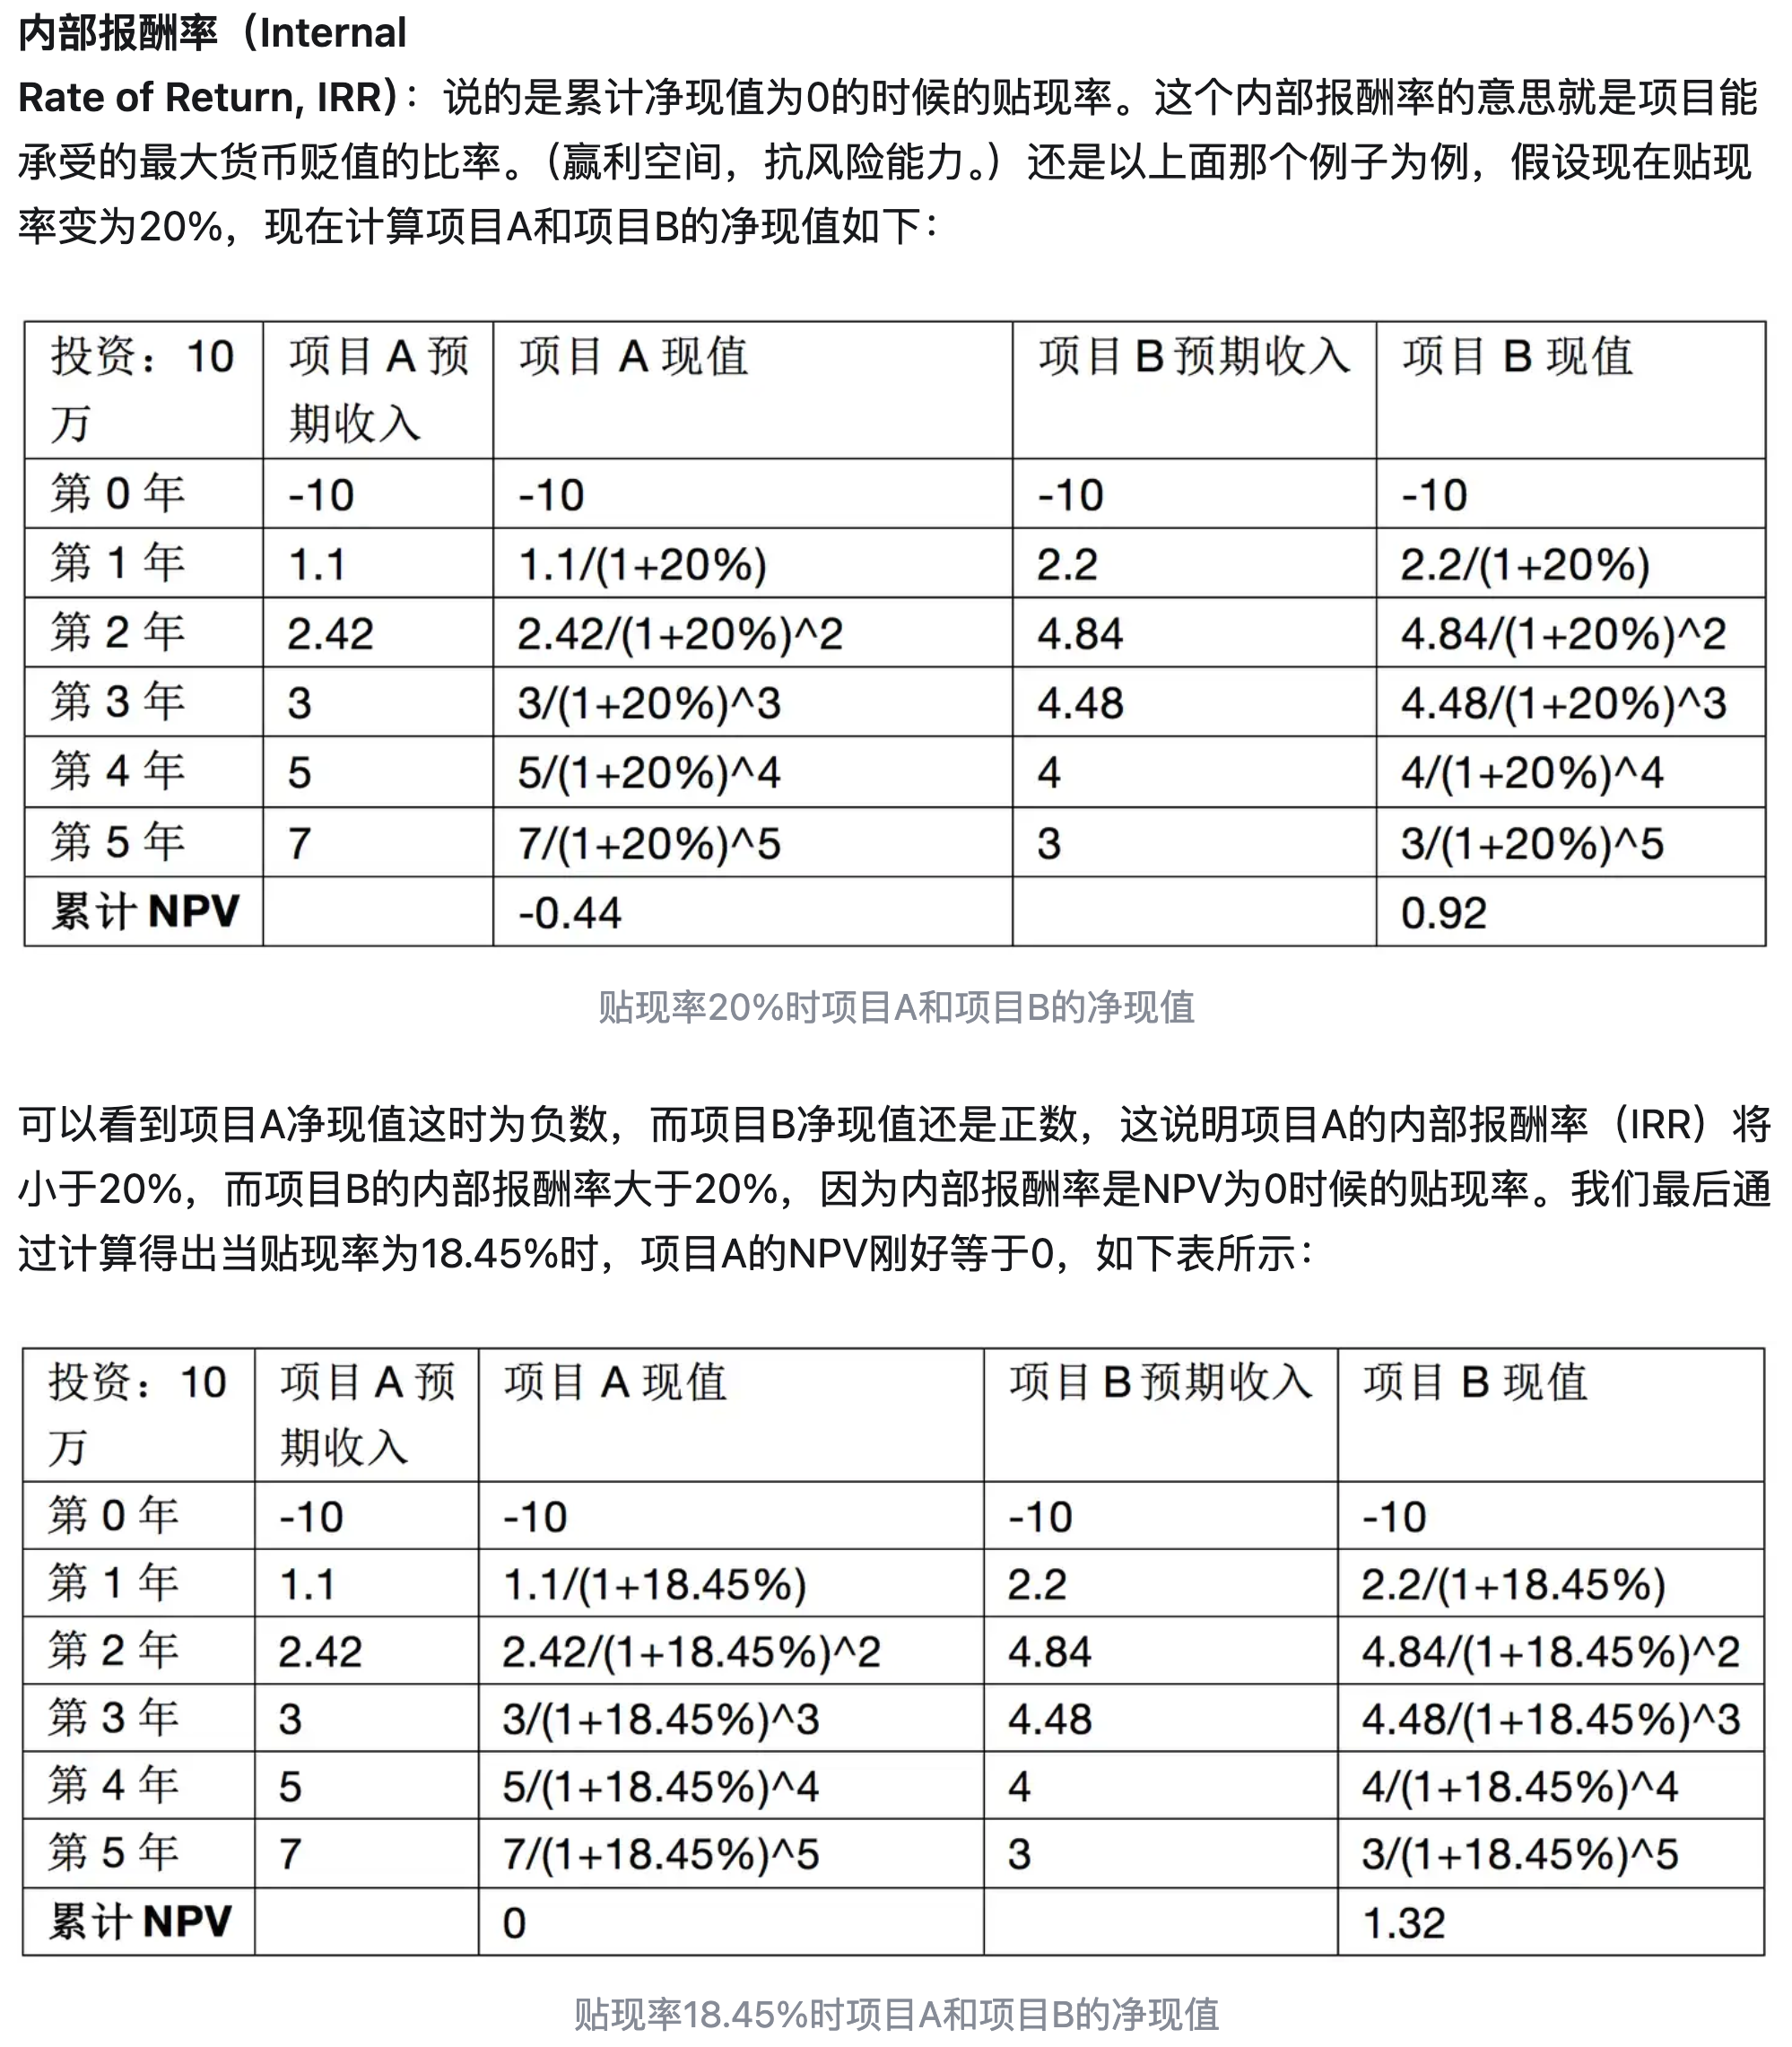 内部报酬率（Internal
Rate of Return, IRR）：说的是累计净现值为0的时候的贴现率。这个内部报酬率的意思就是项目能
承受的最大货币贬值的比率。（赢利空间，抗风险能力。）还是以上面那个例子为例，假设现在贴现
率变为20%，现在计算项目A和项目B的净现值如下：
投资：10万 项目 A 预期收入 项目 A 现值 项目 B 预期收入 项目 B 现值
第 0 年 -10 -10 -10 -10
第 1 年 1.1 1.1/(1+20%) 2.2 2.2/(1+20%)
第 2 年 2.42 2.42/(1+20%)^2 4.84 4.84/(1+20%)^2
第 3 年 3 3/(1+20%)^3 4.48 4.48/(1+20%)^3
第 4 年 5 5/(1+20%)^4 4 4/(1+20%)^4
第 5 年 7 7/(1+20%)^5 3 3/(1+20%)^5
累计 NPV -0.44 0.92
贴现率20%时项目A和项目B的净现值
可以看到项目A净现值这时为负数，而项目B净现值还是正数，这说明项目A的内部报酬率（IRR）将
小于20%，而项目B的内部报酬率大于20%，因为内部报酬率是NPV为0时候的贴现率。我们最后通
过计算得出当贴现率为18.45%时，项目A的NPV刚好等于0，如下表所示：
投资：10万 项目 A 预期收入 项目 A 现值 项目 B 预期收入 项目 B 现值
第 0 年 -10 -10 -10 -10
第 1 年 1.1 1.1/(1+18.45%) 2.2 2.2/(1+18.45%)
第 2 年 2.42 2.42/(1+18.45%)^2 4.84 4.84/(1+18.45%)^2
第 3 年 3 3/(1+18.45%)^3 4.48 4.48/(1+18.45%)^3
第 4 年 5 5/(1+18.45%)^4 4 4/(1+18.45%)^4
第 5 年 7 7/(1+18.45%)^5 3 3/(1+18.45%)^5
累计 NPV 0 1.32
贴现率18.45%时项目A和项目B的净现值